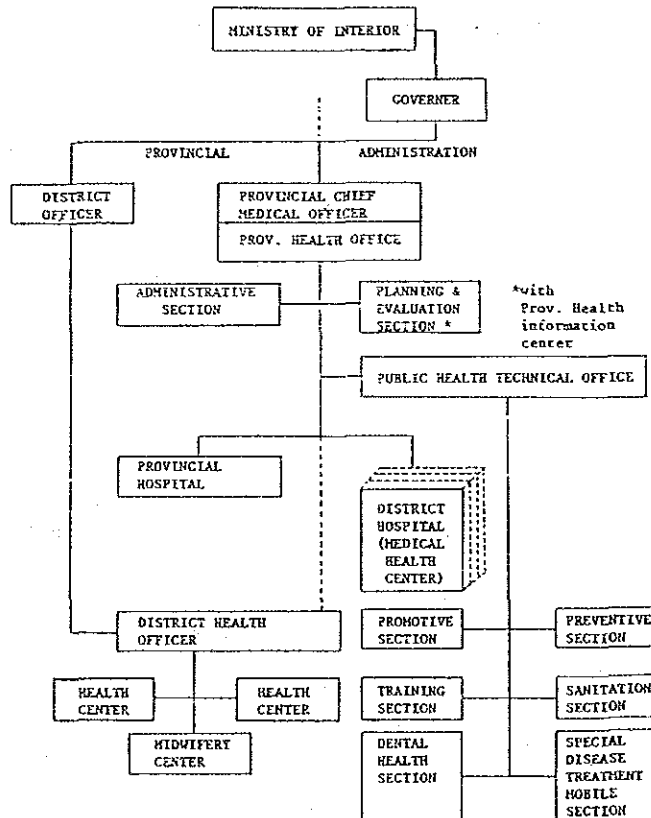 MINISTRY OF INTERIOR
GOVERNER
PROVINCIAL
ADMINISTRATION
DISTRICT
OFFICER
PROVINCIAL CHIEF
MEDICAL OFFICER
PROV. HEALTH OFFICE
ADMINISTRATIVE
SECTION
PLANNING &
EVALUATION
SECTION *
*with
Prov. Health
information
center
PUBLIC HEALTH TECHNICAL OFFICE
PROVINCIAL
HOSPITAL
DISTRICT
HOSPITAL
(MEDICAL
HEALTH
CENTER)
DISTRICT HEALTH
OFFICER
PROMOTIVE
SECTION
PREVENTIVE
SECTION
HEALTH
CENTER
HEALTH
CENTER
TRAINING
SECTION
SANITATION
SECTION
MIDWIFERY
CENTER
DENTAL
HEALTH
SECTION
SPECIAL
DISEASE
TREATMENT
MOBILE
SECTION